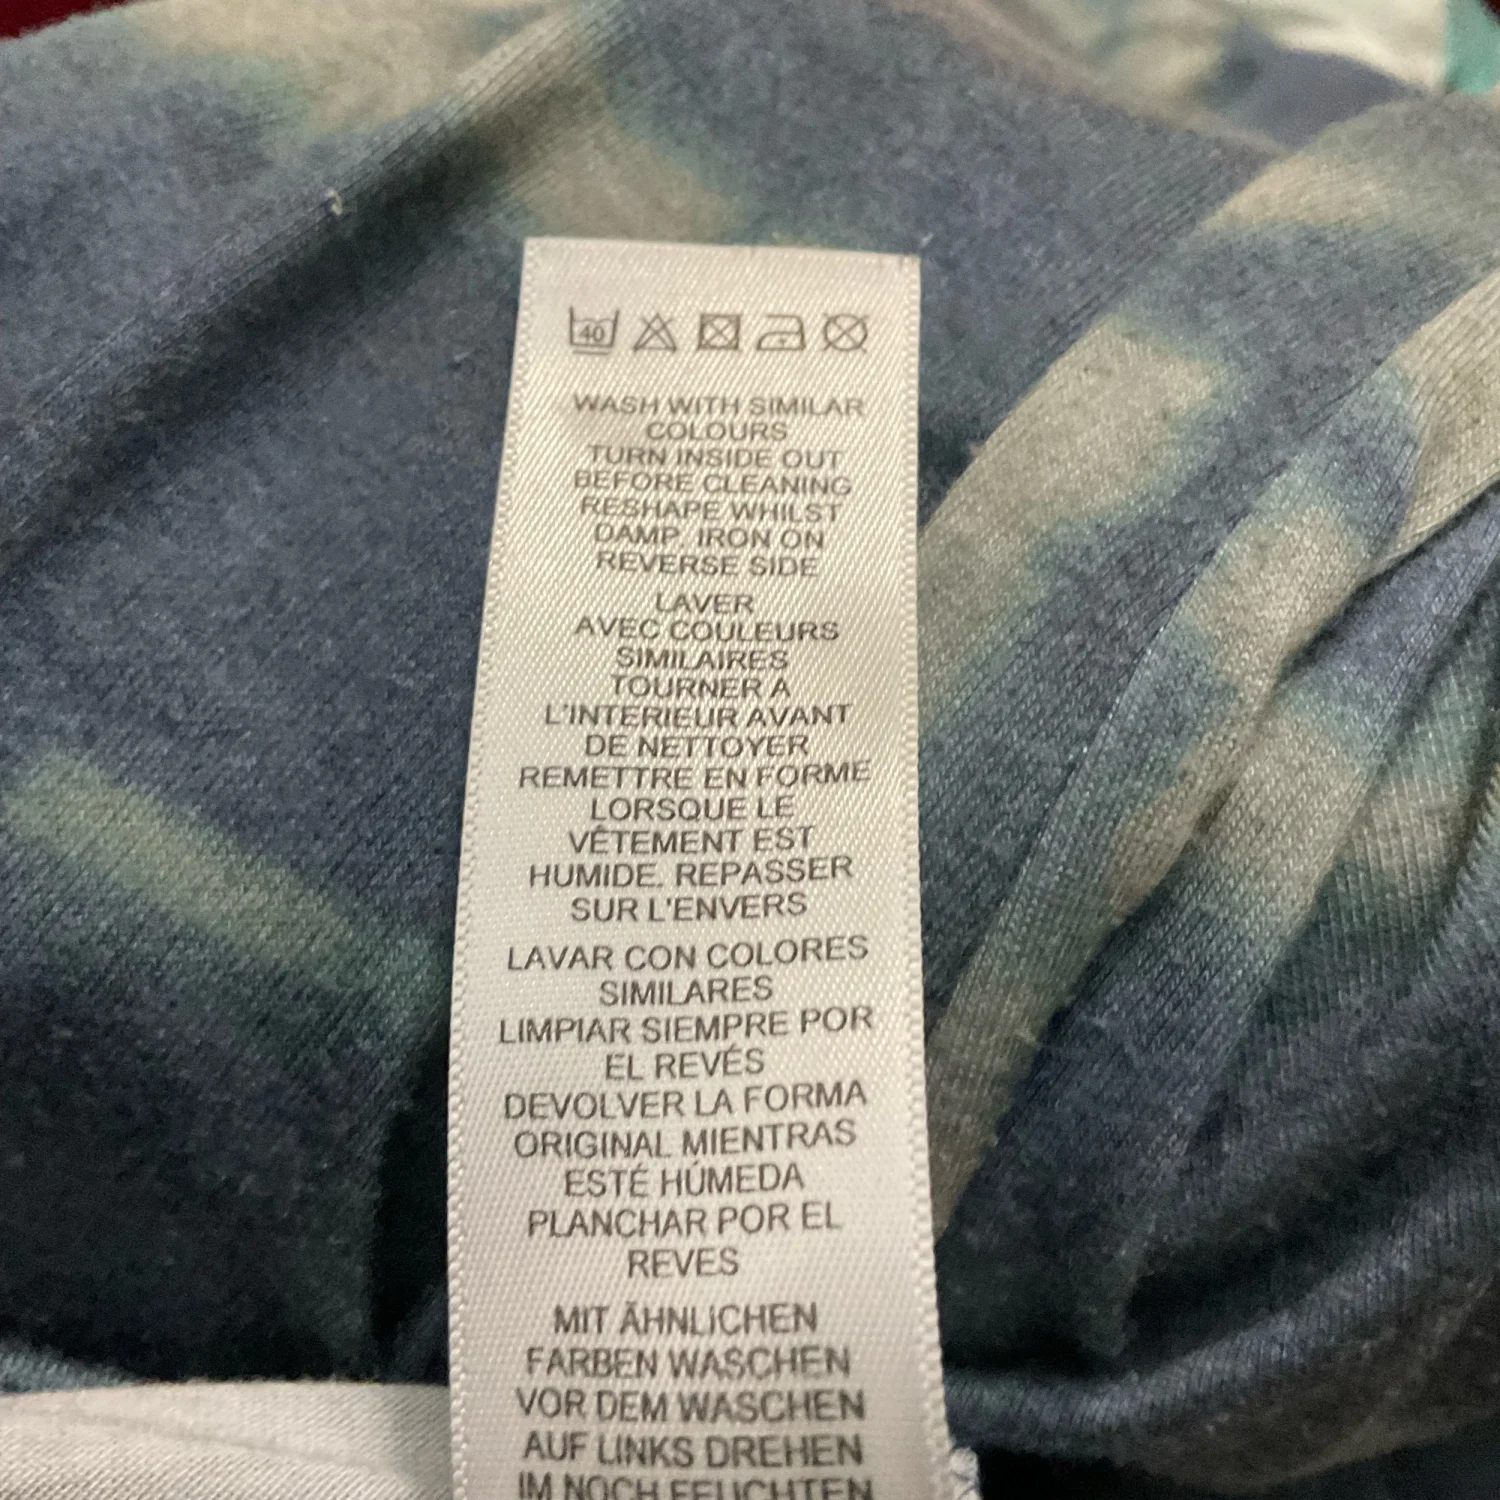 40
WASH WITH SIMILAR
COLOURS
TURN INSIDE OUT
BEFORE CLEANING
RESHAPE WHILST
DAMP. IRON ON
REVERSE SIDE
LAVER
AVEC COULEURS
SIMILAIRES
TOURNER A
L'INTERIEUR AVANT
DE NETTOYER
REMETTRE EN FORME
LORSQUE LE
VÊTEMENT EST
HUMIDE. REPASSER
SUR L'ENVERS
LAVAR CON COLORES
SIMILARES
LIMPIAR SIEMPRE POR
EL REVÉS
DEVOLVER LA FORMA
ORIGINAL MIENTRAS
ESTÉ HÚMEDA
PLANCHAR POR EL
REVES
MIT ÄHNLICHEN
FARBEN WASCHEN
VOR DEM WASCHEN
AUF LINKS DREHEN
IM NOCH FEUCHTEN